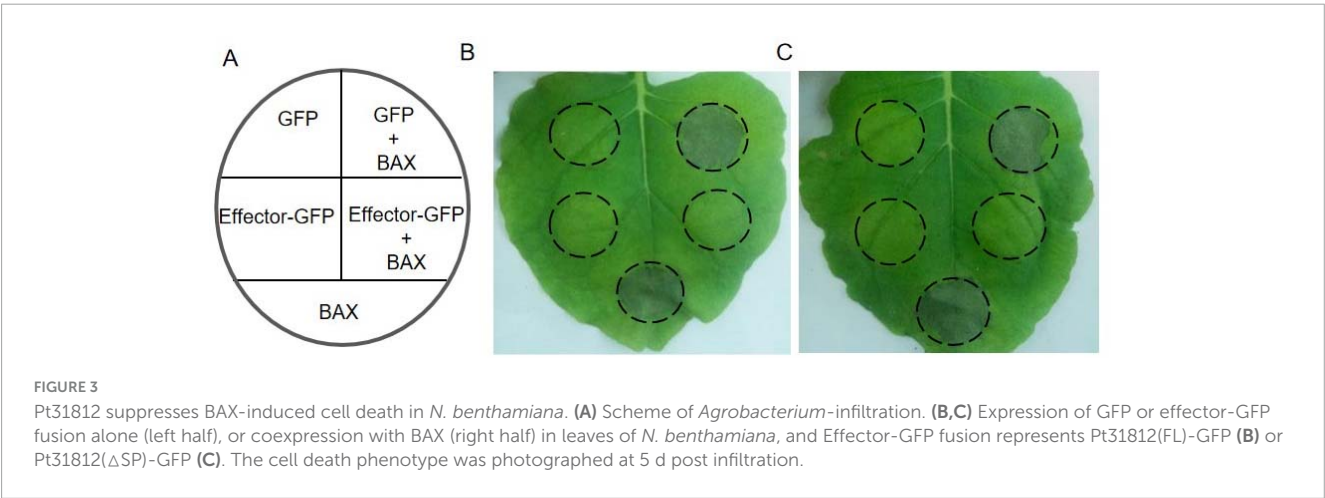 A
B
C
GFP
GFP
+
BAX
Effector-GFP
Effector-GFP
+
BAX
BAX
FIGURE 3
Pt31812 suppresses BAX-induced cell death in N. benthamiana. (A) Scheme of Agrobacterium-infiltration. (B,C) Expression of GFP or effector-GFP
fusion alone (left half), or coexpression with BAX (right half) in leaves of N. benthamiana, and Effector-GFP fusion represents Pt31812(FL)-GFP (B) or
Pt31812(△SP)-GFP (C). The cell death phenotype was photographed at 5 d post infiltration.